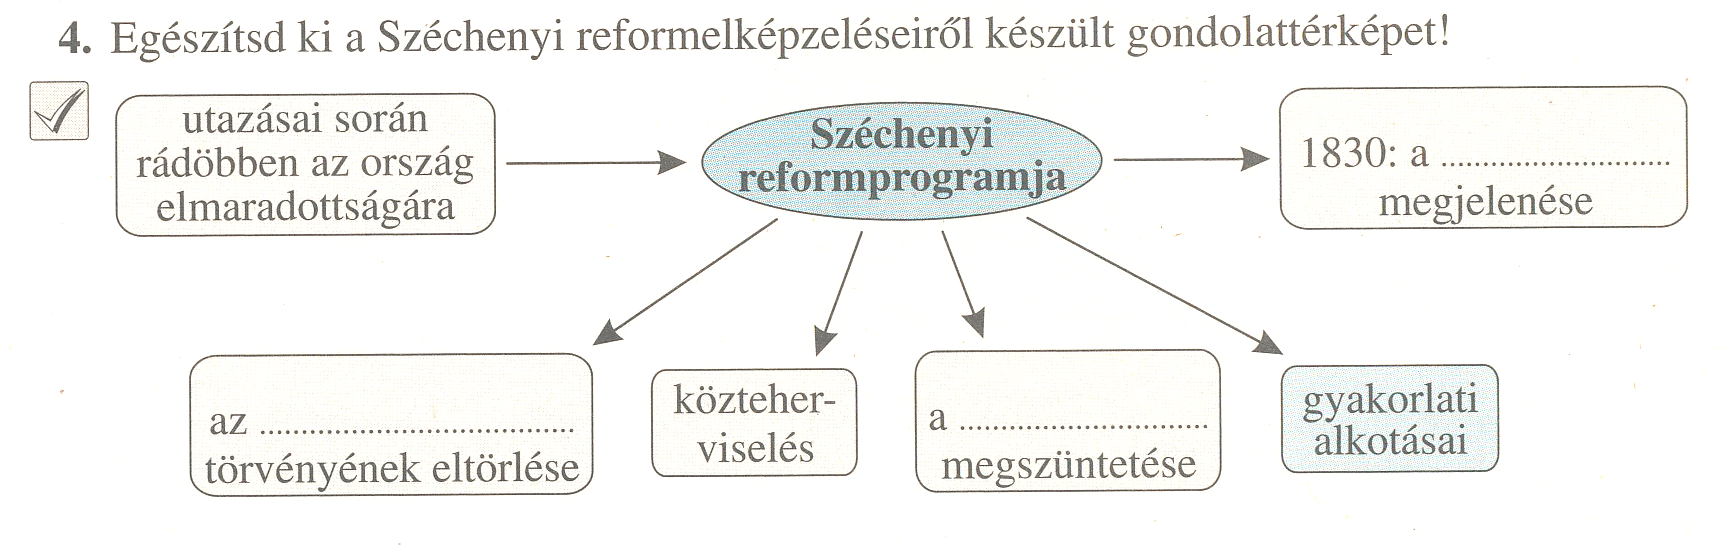 4. Egészítsd ki a Széchenyi reformelképzeléseiről készült gondolattérképet!
utazásai során
rádöbben az ország
elmaradottságára
Széchenyi
reformprogramja
1830: a ............................
megjelenése
az ....................................
törvényének eltörlése
közteher-
viselés
a ............................
megszüntetése
gyakorlati
alkotásai